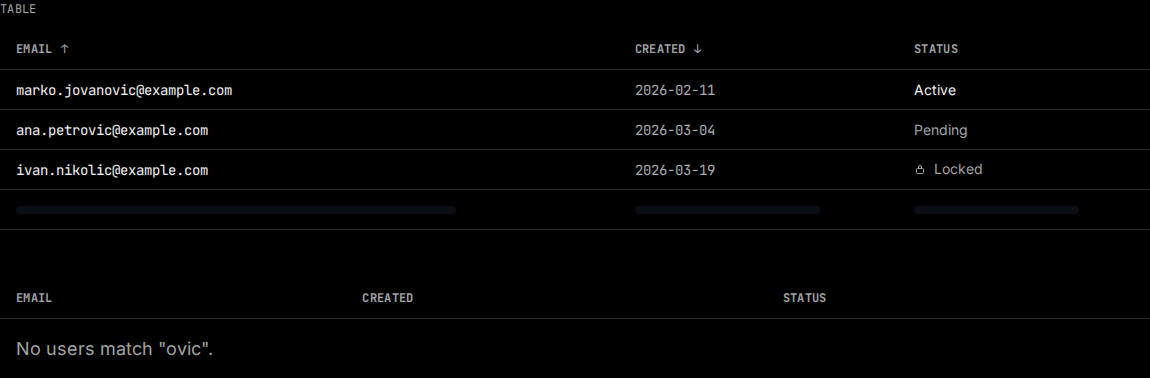 TABLE
EMAIL ↑ CREATED ↓ STATUS
marko.jovanovic@example.com 2026-02-11 Active
ana.petrovic@example.com 2026-03-04 Pending
ivan.nikolic@example.com 2026-03-19 Locked
EMAIL CREATED STATUS
No users match "ovic".